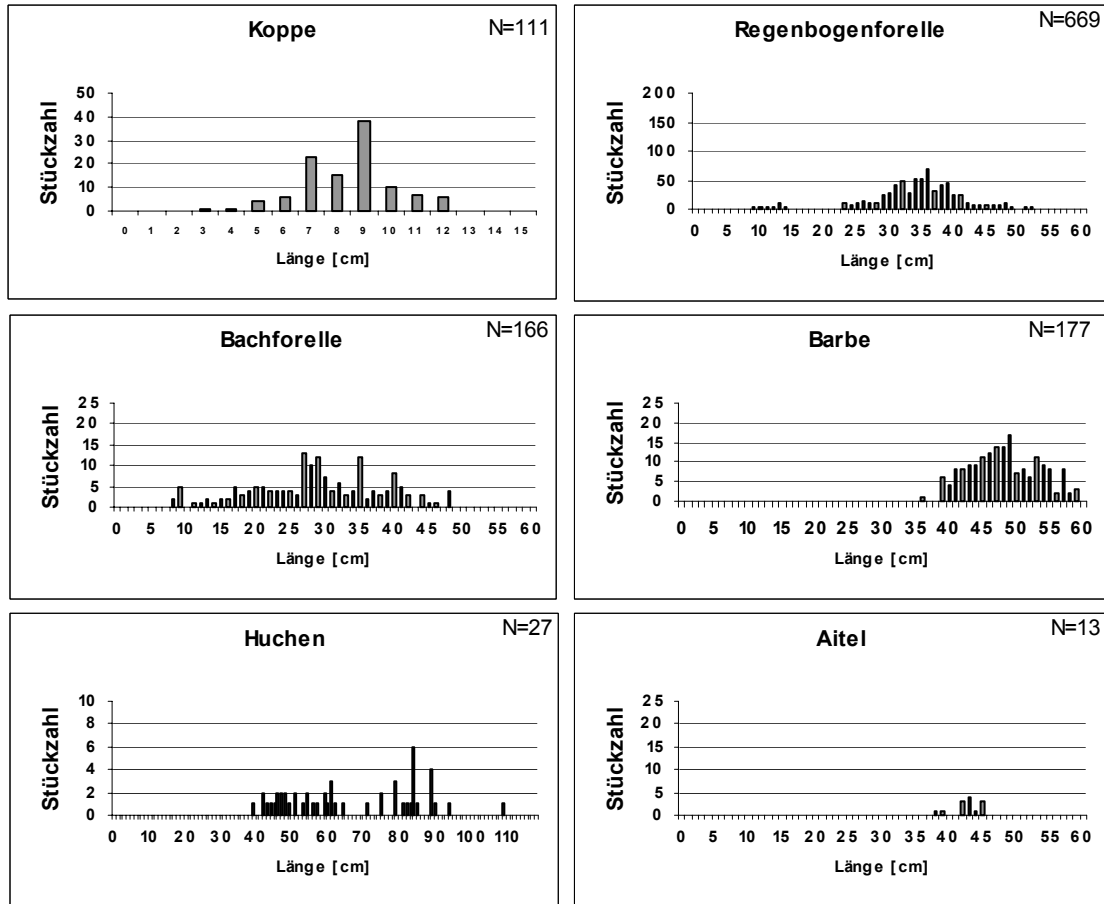 Koppe
N=111
Stückzahl
50
40
30
20
10
0
0 1 2 3 4 5 6 7 8 9 10 11 12 13 14 15
Länge [cm]
Regenbogenforelle
N=669
Stückzahl
200
150
100
50
0
0 5 10 15 20 25 30 35 40 45 50 55 60
Länge [cm]
Bachforelle
N=166
Stückzahl
25
20
15
10
5
0
0 5 10 15 20 25 30 35 40 45 50 55 60
Länge [cm]
Barbe
N=177
Stückzahl
25
20
15
10
5
0
0 5 10 15 20 25 30 35 40 45 50 55 60
Länge [cm]
Huchen
N=27
Stückzahl
10
8
6
4
2
0
0 10 20 30 40 50 60 70 80 90 100 110
Länge [cm]
Aitel
N=13
Stückzahl
25
20
15
10
5
0
0 5 10 15 20 25 30 35 40 45 50 55 60
Länge [cm]